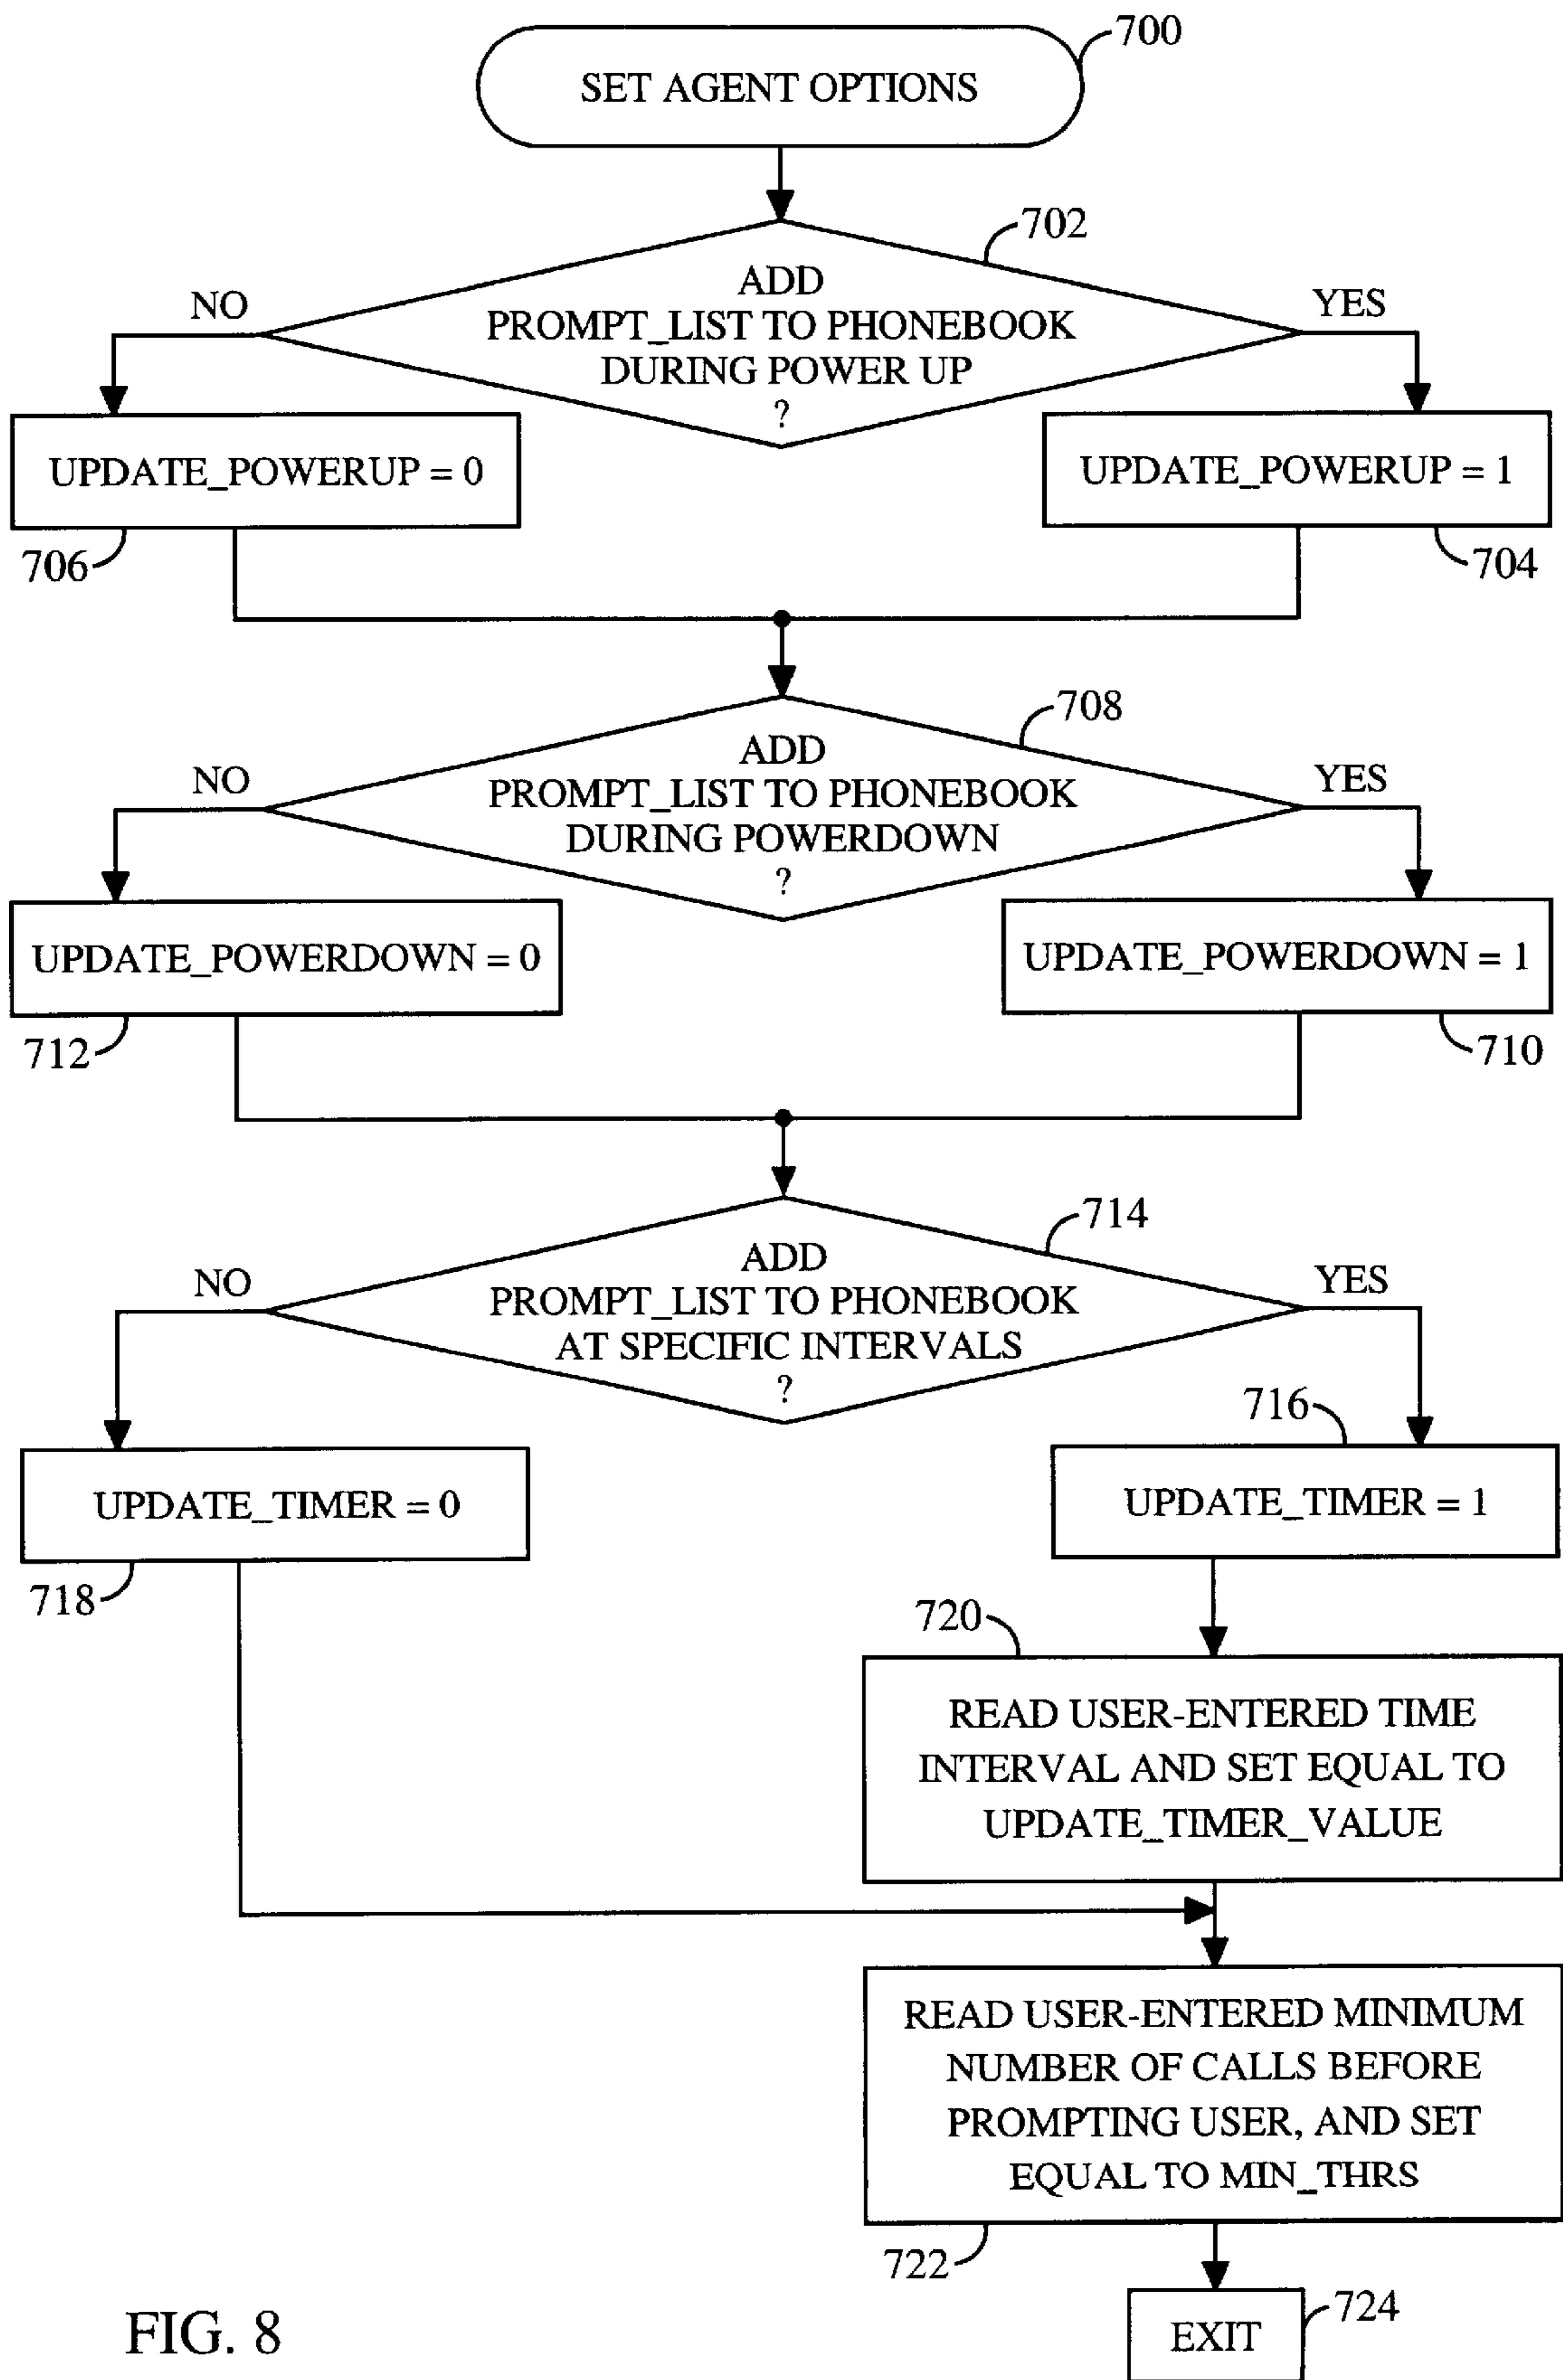 700
SET AGENT OPTIONS
702
ADD
PROMPT_LIST TO PHONEBOOK
DURING POWER UP
?
NO
YES
UPDATE_POWERUP = 0
UPDATE_POWERUP = 1
706
704
708
ADD
PROMPT_LIST TO PHONEBOOK
DURING POWERDOWN
?
NO
YES
UPDATE_POWERDOWN = 0
UPDATE_POWERDOWN = 1
712
710
714
ADD
PROMPT_LIST TO PHONEBOOK
AT SPECIFIC INTERVALS
?
NO
YES
716
UPDATE_TIMER = 0
UPDATE_TIMER = 1
718
720
READ USER-ENTERED TIME
INTERVAL AND SET EQUAL TO
UPDATE_TIMER_VALUE
READ USER-ENTERED MINIMUM
NUMBER OF CALLS BEFORE
PROMPTING USER, AND SET
EQUAL TO MIN_THRS
722
724
EXIT
FIG. 8